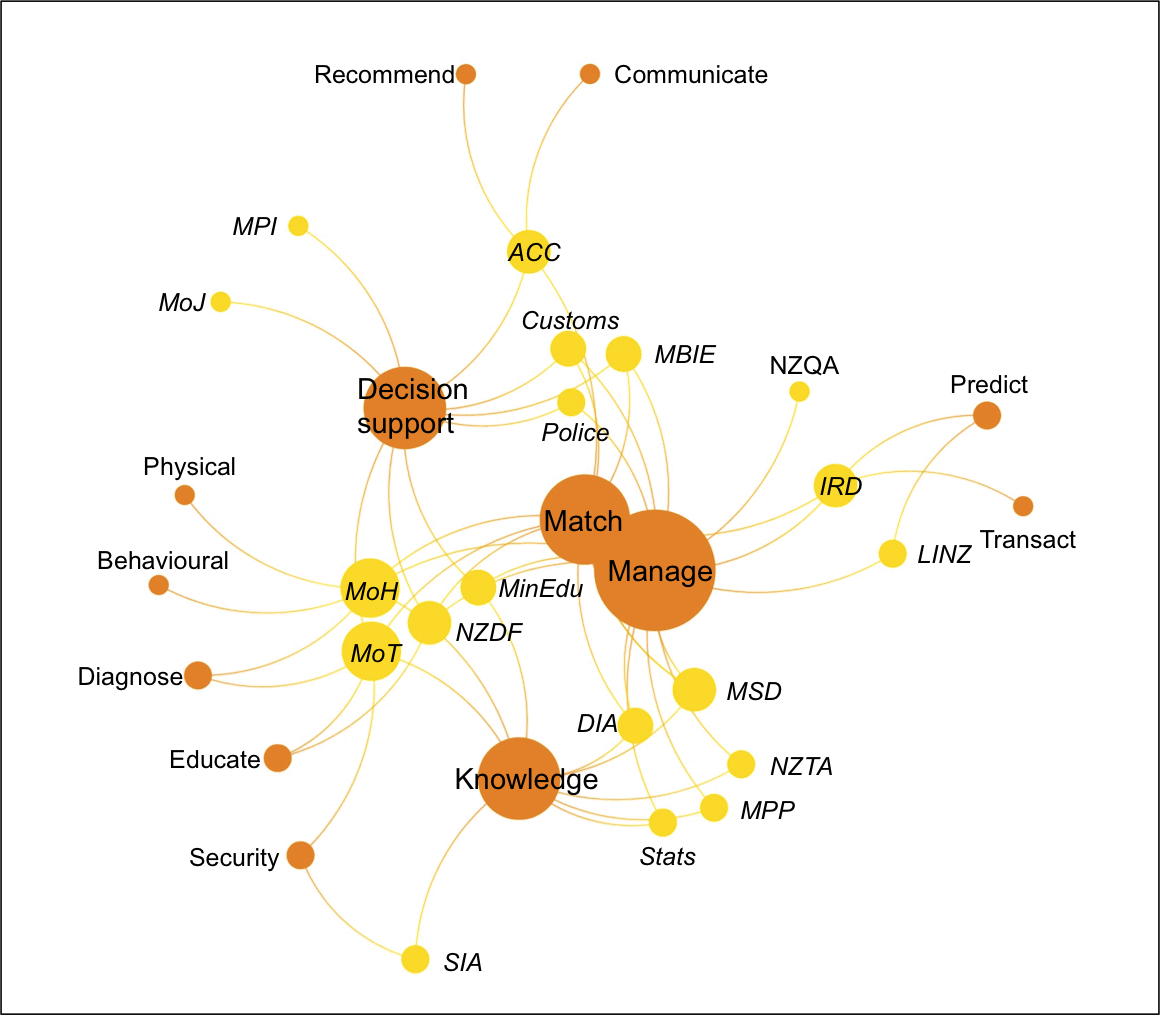 Recommend
Communicate
MPI
ACC
MoJ
Customs
MBIE
NZQA
Decision
support
Predict
Police
Physical
IRD
Match
Transact
Behavioural
LINZ
Manage
MoH
MinEdu
NZDF
MoT
Diagnose
MSD
DIA
Educate
NZTA
Knowledge
MPP
Security
Stats
SIA